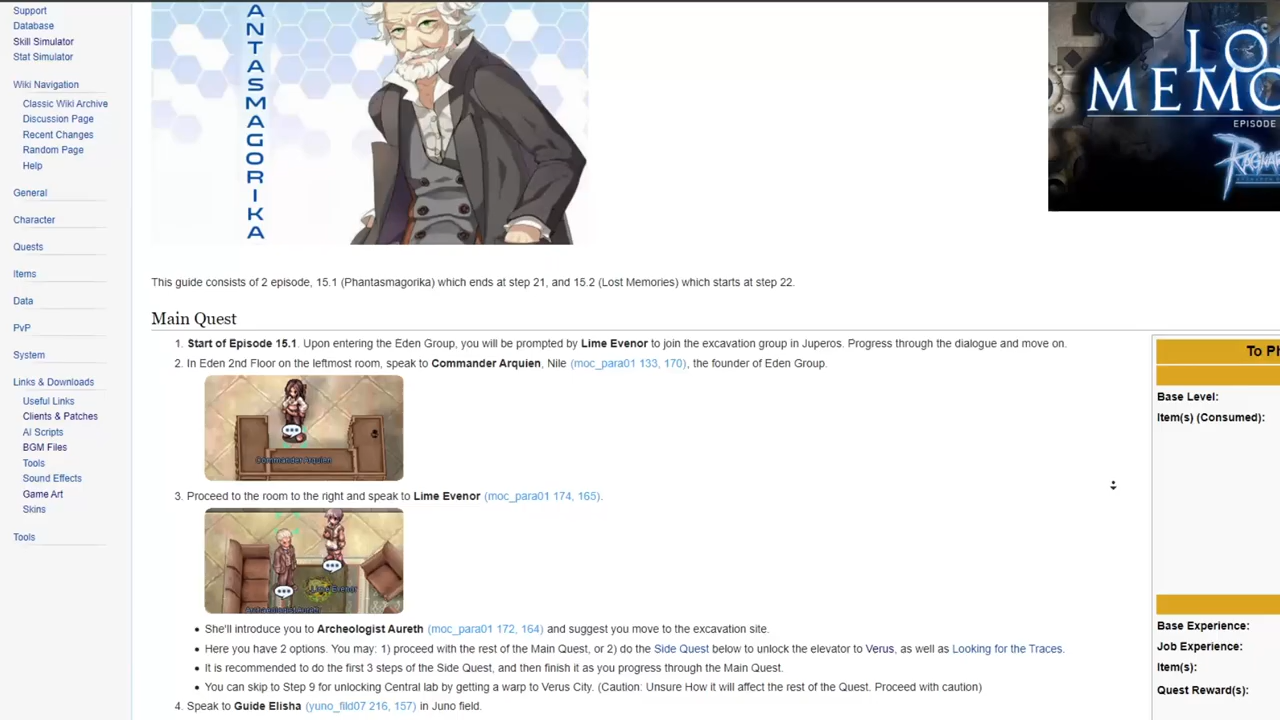 Support
Database
Skill Simulator
Stat Simulator
Wiki Navigation
Classic Wiki Archive
Discussion Page
Recent Changes
Random Page
Help
General
Character
Quests
Items
Data
PvP
System
Links & Downloads
Useful Links
Clients & Patches
AI Scripts
BGM Files
Tools
Sound Effects
Game Art
Skins
Tools
ANTASMAGORIKA
LO
MEMO
EPISODE
RAGNA
This guide consists of 2 episode, 15.1 (Phantasmagorika) which ends at step 21, and 15.2 (Lost Memories) which starts at step 22.
Main Quest
1. Start of Episode 15.1. Upon entering the Eden Group, you will be prompted by Lime Evenor to join the excavation group in Juperos. Progress through the dialogue and move on.
2. In Eden 2nd Floor on the leftmost room, speak to Commander Arquien, Nile (moc_para01 133, 170), the founder of Eden Group.
Commander Arquien
3. Proceed to the room to the right and speak to Lime Evenor (moc_para01 174, 165).
Lime Evenor
Archeologist Aureth
• She'll introduce you to Archeologist Aureth (moc_para01 172, 164) and suggest you move to the excavation site.
• Here you have 2 options. You may: 1) proceed with the rest of the Main Quest, or 2) do the Side Quest below to unlock the elevator to Verus, as well as Looking for the Traces.
• It is recommended to do the first 3 steps of the Side Quest, and then finish it as you progress through the Main Quest.
• You can skip to Step 9 for unlocking Central lab by getting a warp to Verus City. (Caution: Unsure How it will affect the rest of the Quest. Proceed with caution)
4. Speak to Guide Elisha (yuno_fild07 216, 157) in Juno field.
To Ph
Base Level:
Item(s) (Consumed):
Base Experience:
Job Experience:
Item(s):
Quest Reward(s):